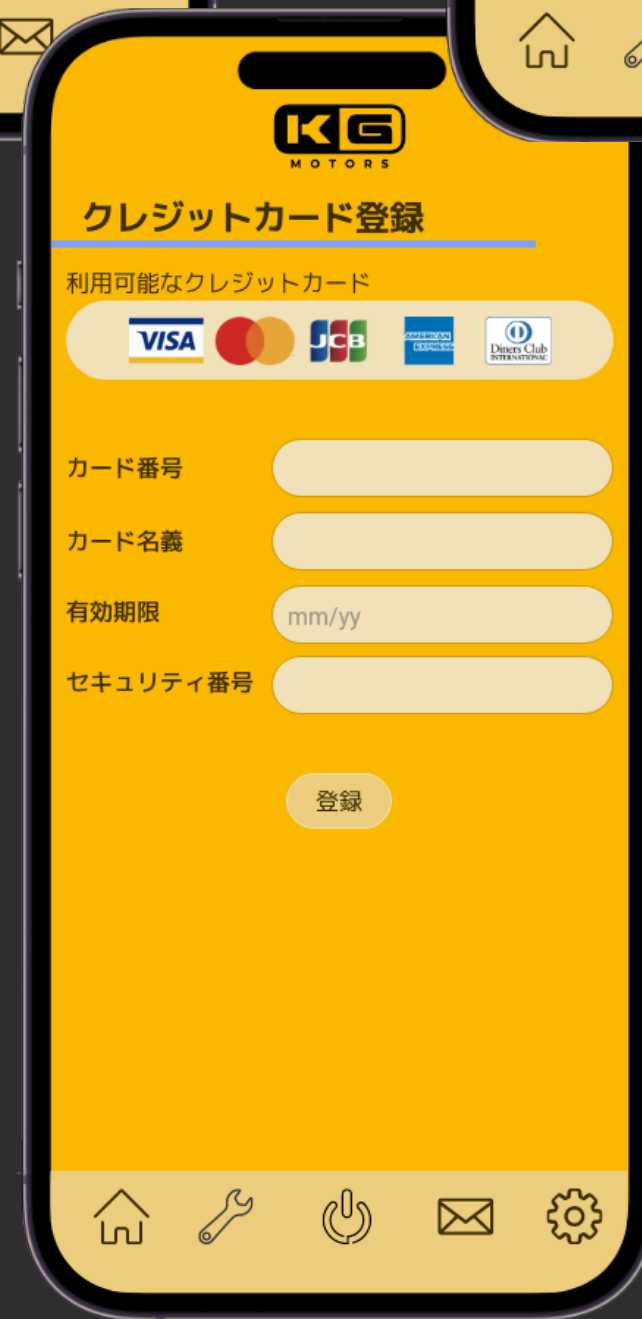 KG
MOTORS
クレジットカード登録
利用可能なクレジットカード
VISA JCB AMERICAN EXPRESS Diners Club INTERNATIONAL
カード番号
カード名義
有効期限 mm/yy
セキュリティ番号
登録